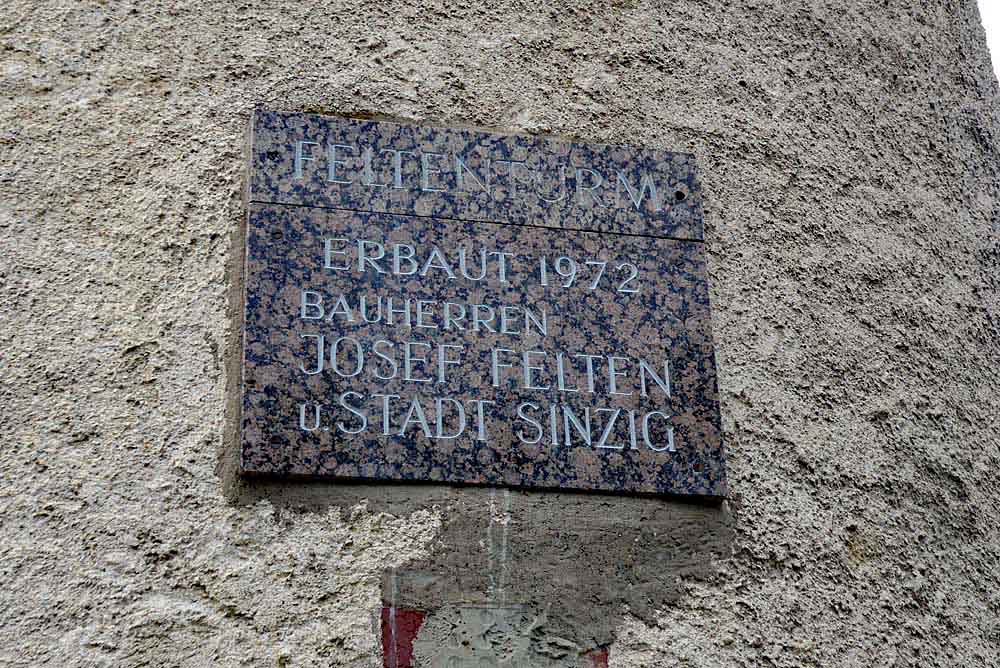 FELTENTURM
ERBAUT 1972
BAUHERREN
JOSEF FELTEN
u. STADT SINZIG